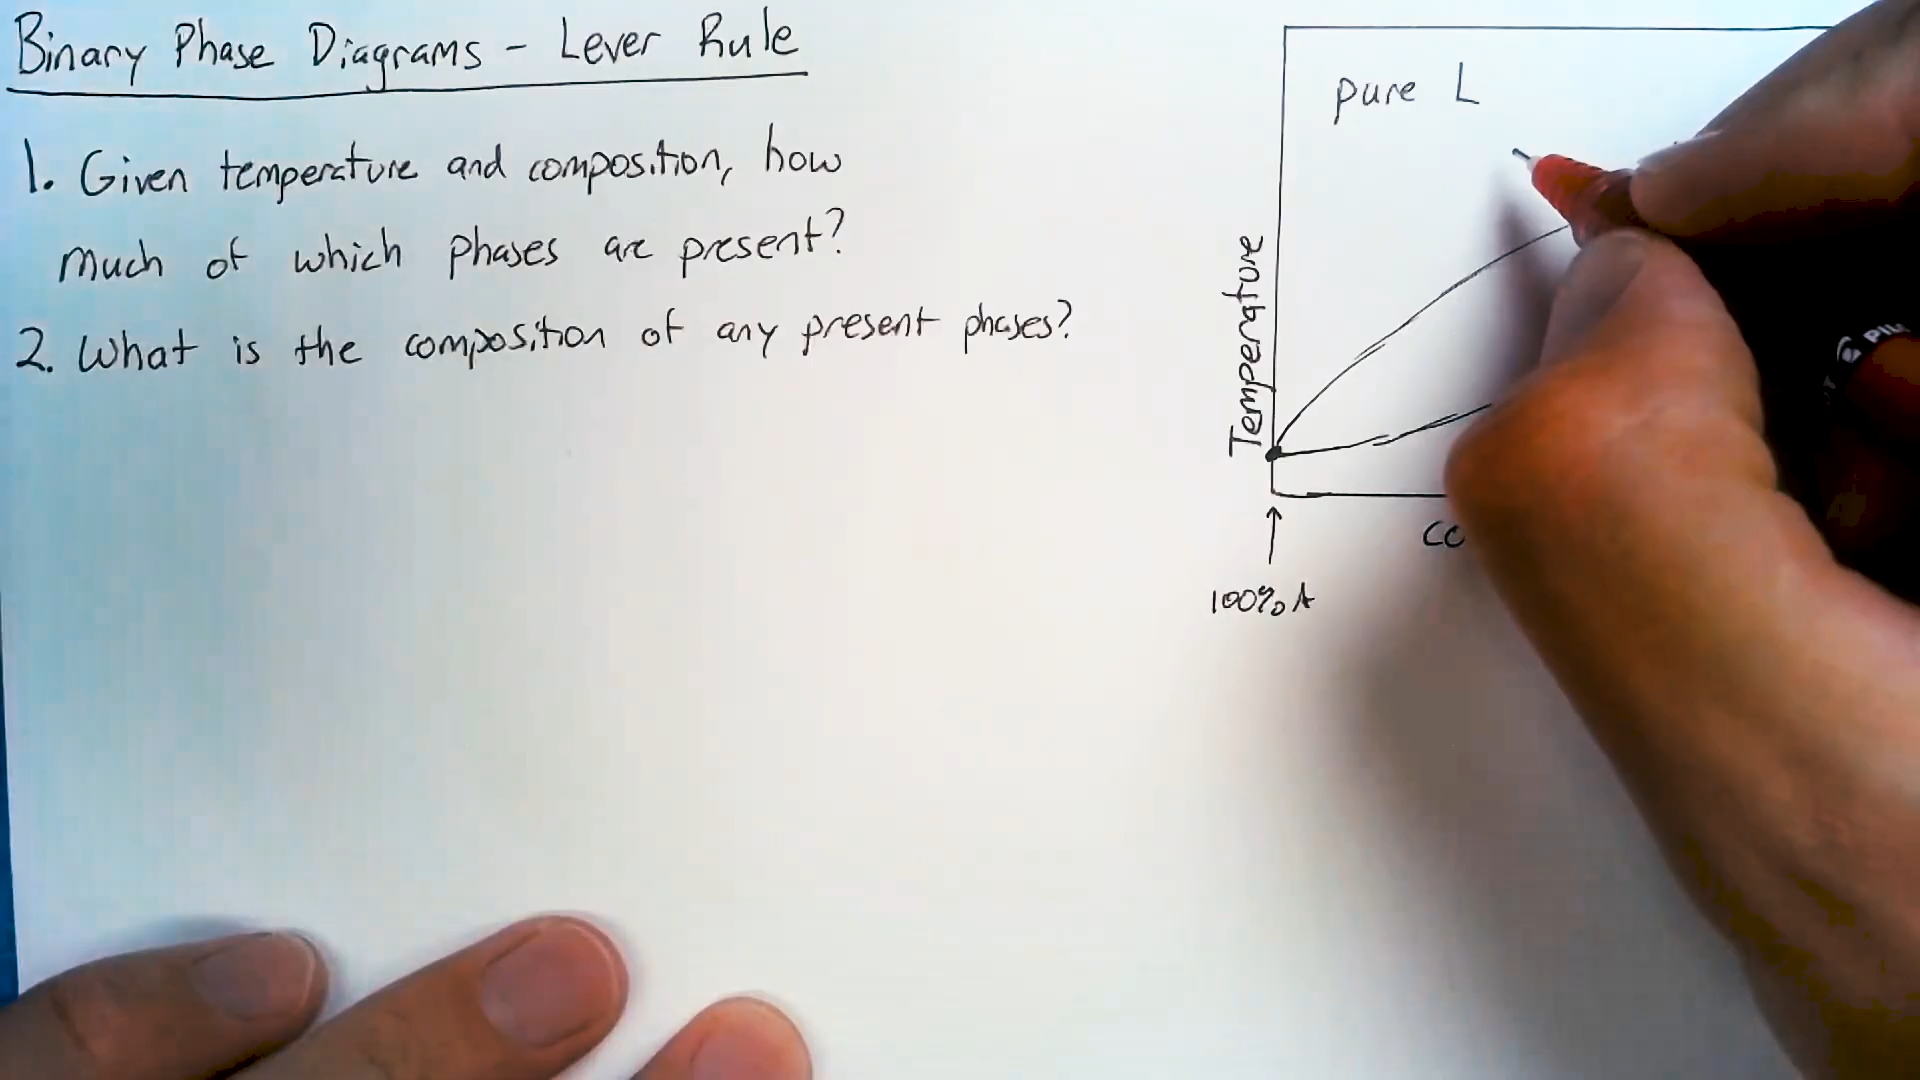 Binary Phase Diagrams - Lever Rule
1. Given temperature and composition, how
much of which phases are present?
2. What is the composition of any present phases?
pure L
Temperature
100% A